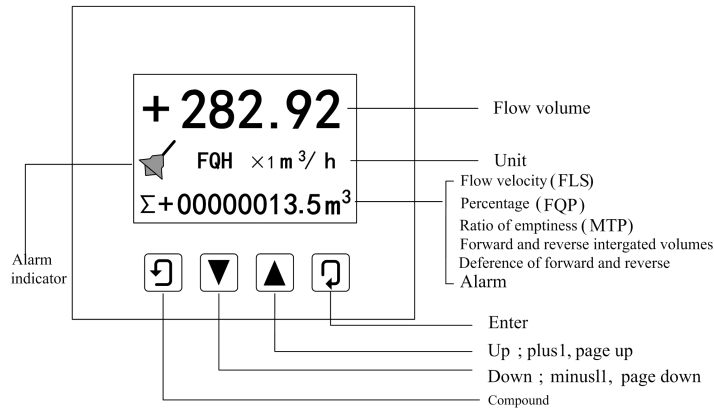 + 282.92
Flow volume
FQH ×1 m³/ h
Unit
Σ+00000013.5m³
Flow velocity (FLS)
Percentage (FQP)
Ratio of emptiness (MTP)
Forward and reverse intergated volumes
Deference of forward and reverse
Alarm
Alarm
indicator
Enter
Up ; plus1, page up
Down ; minusl1, page down
Compound